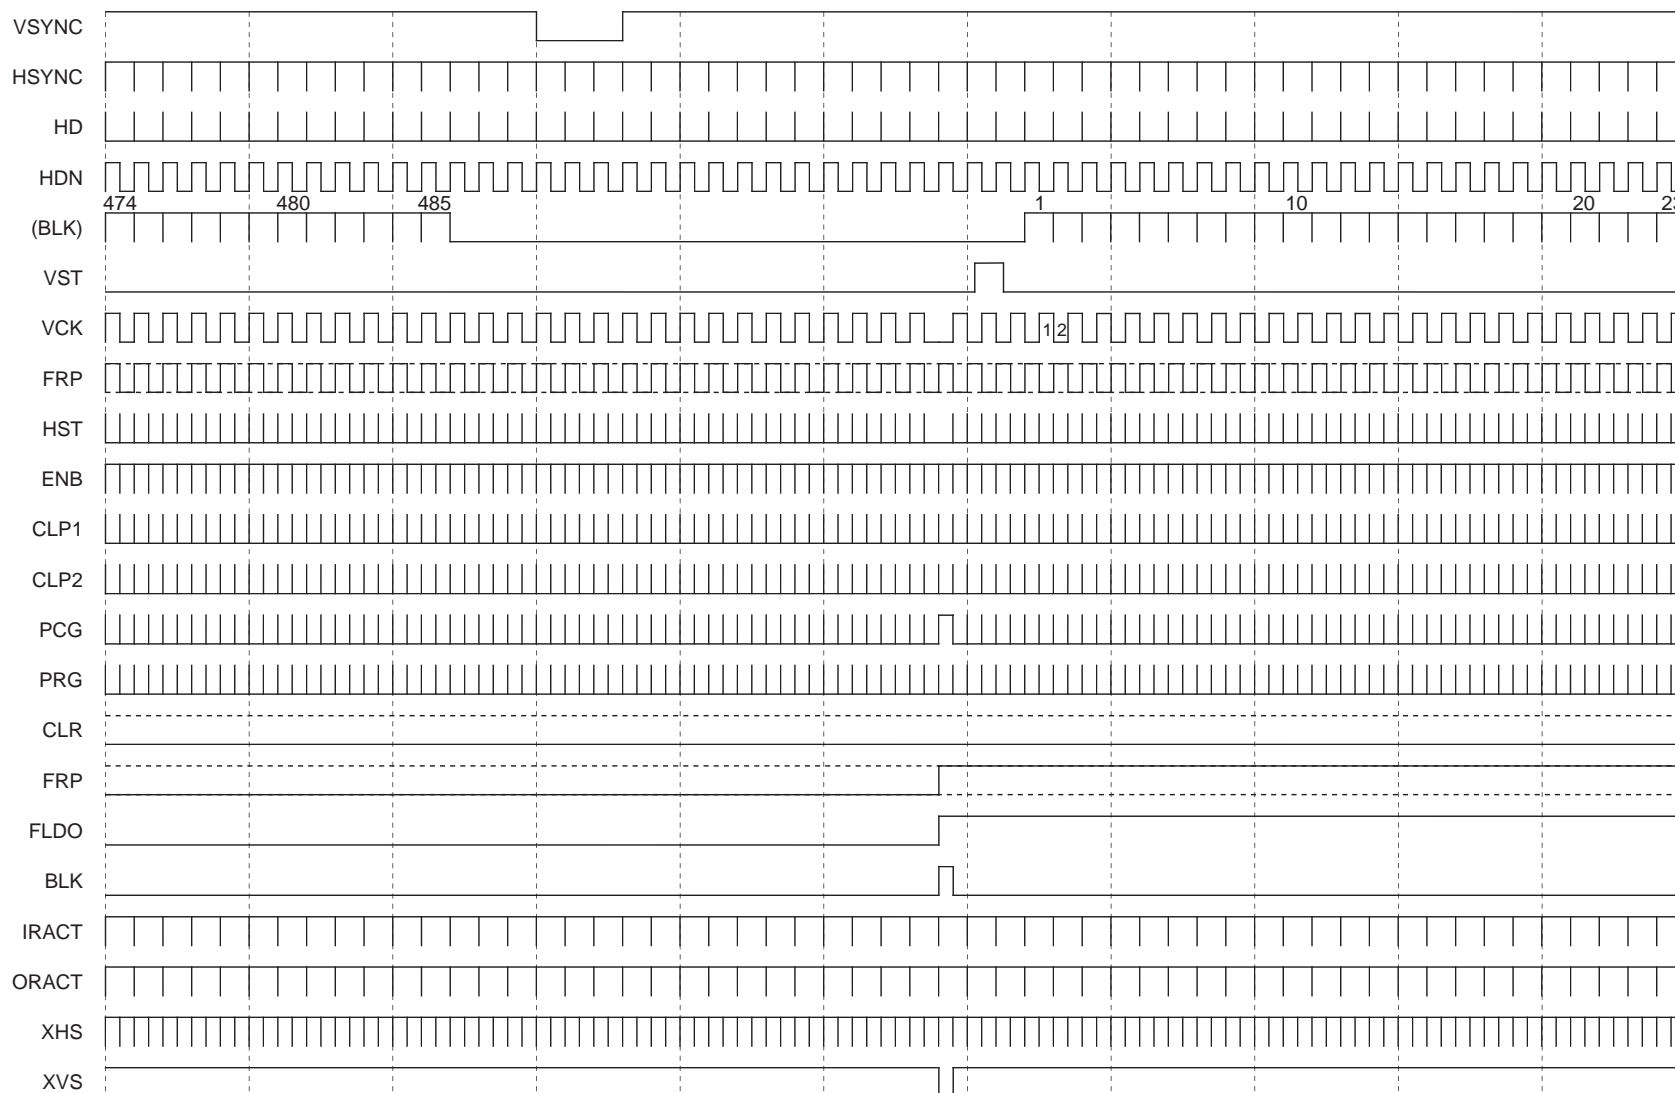 VSYNC
HSYNC
HD
HDN
474 480 485 1 10 20 23
(BLK)
VST
VCK
1 2
FRP
HST
ENB
CLP1
CLP2
PCG
PRG
CLR
FRP
FLDO
BLK
IRACT
ORACT
XHS
XVS